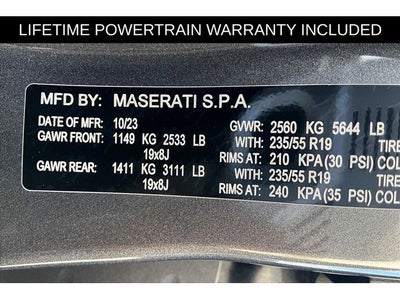 LIFETIME POWERTRAIN WARRANTY INCLUDED
MFD BY: MASERATI S.P.A.
DATE OF MFR: 10/23 GVWR: 2560 KG 5644 LB
GAWR FRONT: 1149 KG 2533 LB WITH: 235/55 R19 TIRE
19x8J RIMS AT: 210 KPA (30 PSI) COL
GAWR REAR: 1411 KG 3111 LB WITH: 235/55 R19 TIRE
19x8J RIMS AT: 240 KPA (35 PSI) COL